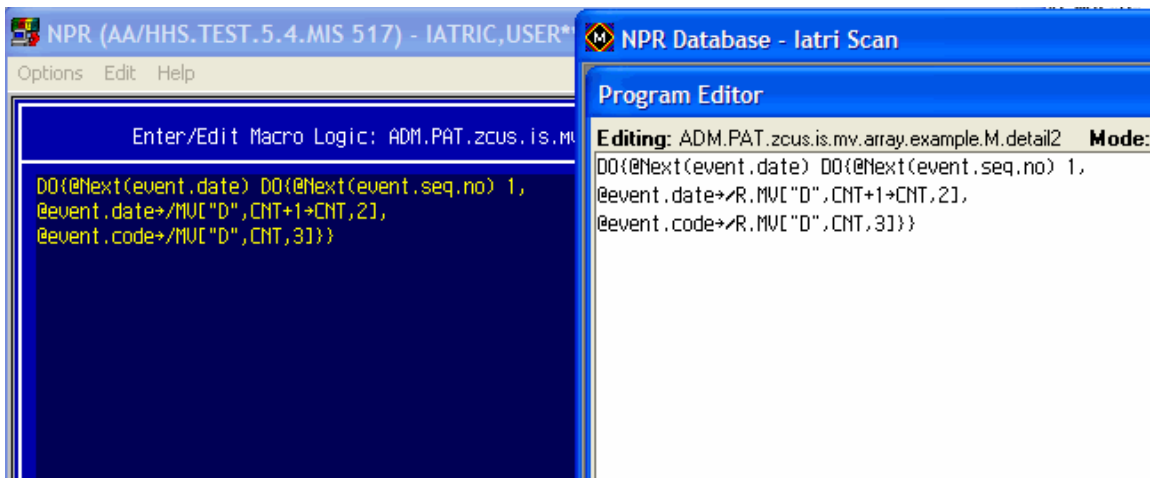 NPR (AA/HHS.TEST.5.4.MIS 517) - IATRIC,USER*
Options Edit Help
Enter/Edit Macro Logic: ADM.PAT.zcus.is.mv
DO{@Next(event.date) DO{@Next(event.seq.no) 1,
@event.date→/MV["D",CNT+1→CNT,2],
@event.code→/MV["D",CNT,3]}}
NPR Database - Iatri Scan
Program Editor
Editing: ADM.PAT.zcus.is.mv.array.example.M.detail2 Mode:
DO{@Next(event.date) DO{@Next(event.seq.no) 1,
@event.date→/R.MV["D",CNT+1→CNT,2],
@event.code→/R.MV["D",CNT,3]}}